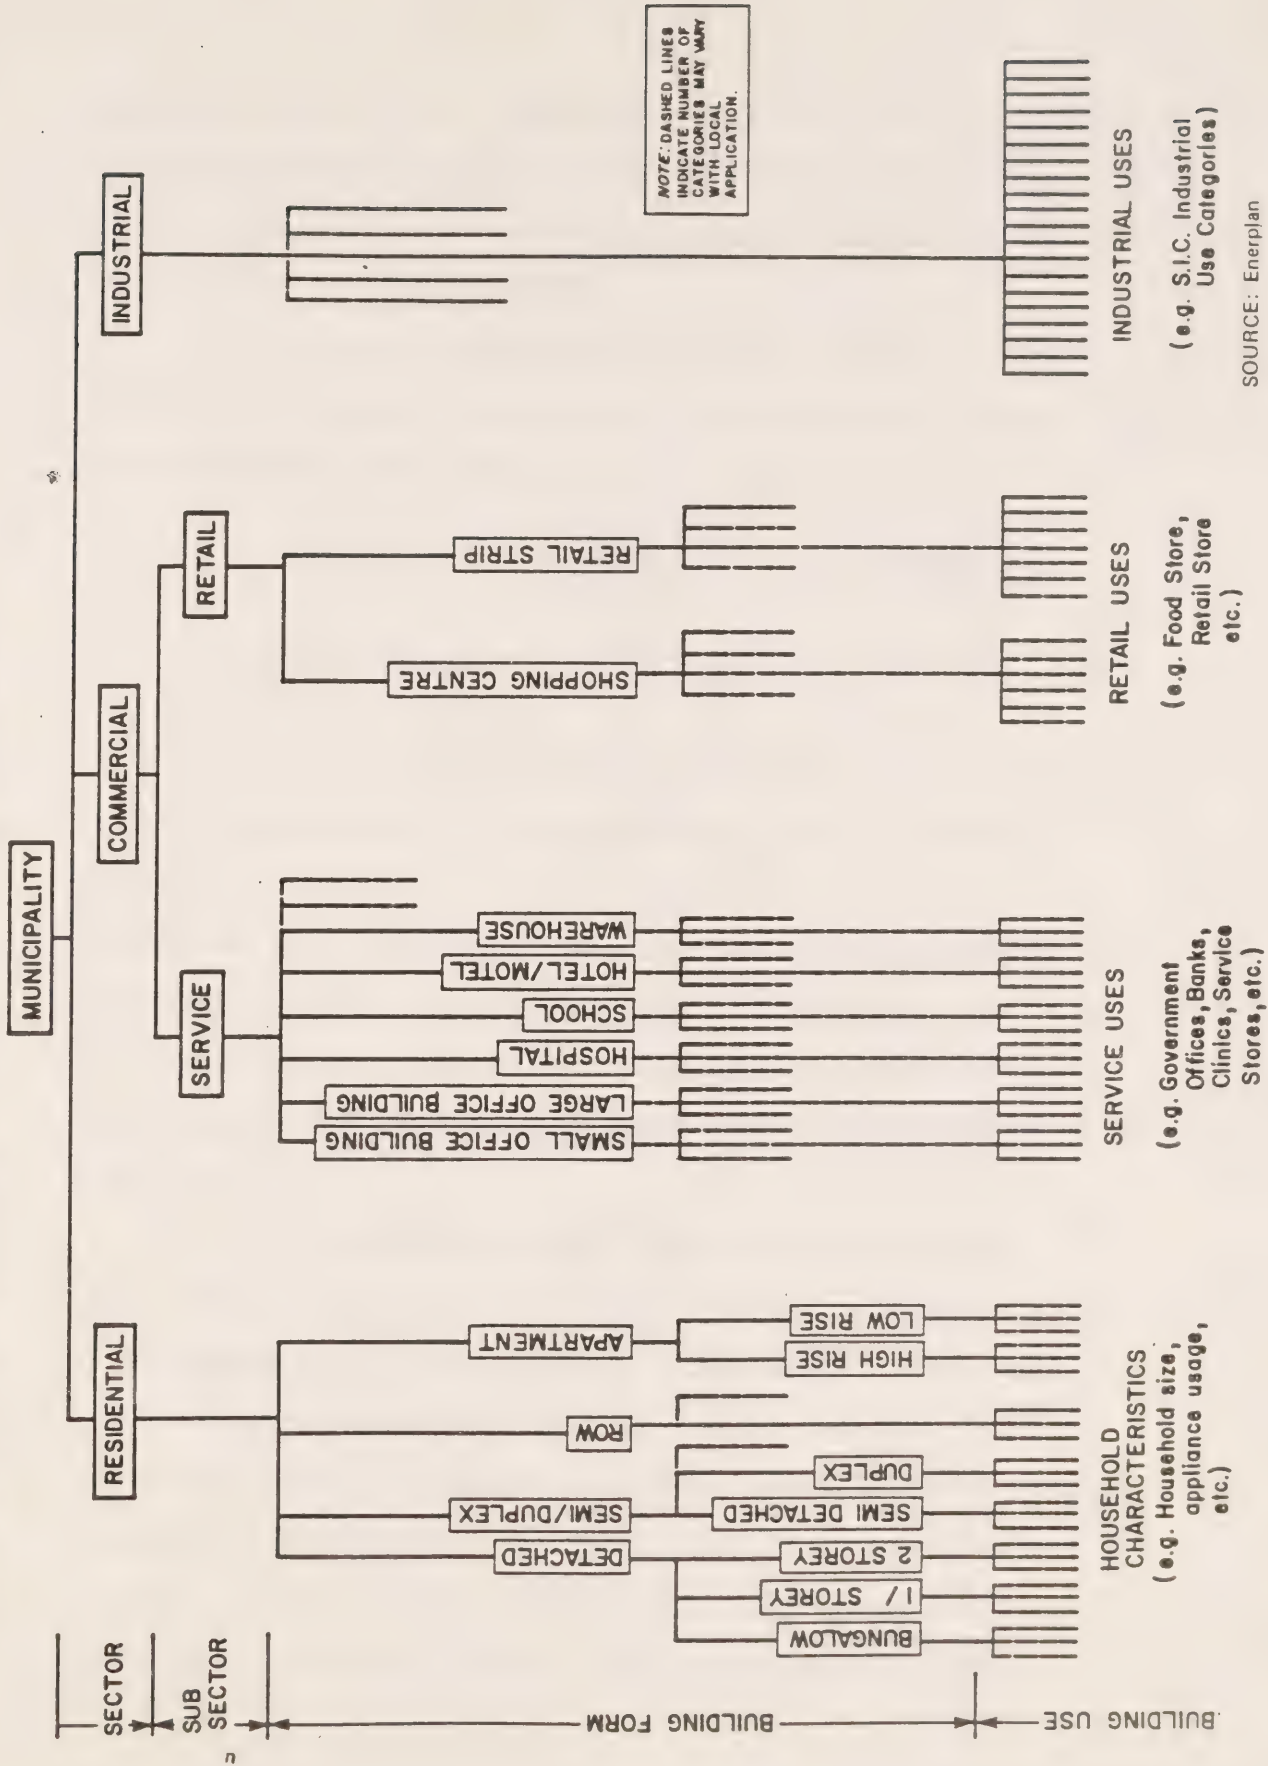 MUNICIPALITY
RESIDENTIAL
COMMERCIAL
INDUSTRIAL
SERVICE
RETAIL
SECTOR
SUB
SECTOR
BUILDING FORM
BUILDING USE
DETACHED
SEMI/DUPLEX
ROW
APARTMENT
BUNGALOW
1/ STOREY
2 STOREY
SEMI DETACHED
DUPLEX
HIGH RISE
LOW RISE
SMALL OFFICE BUILDING
LARGE OFFICE BUILDING
HOSPITAL
SCHOOL
HOTEL/MOTEL
WAREHOUSE
SHOPPING CENTRE
RETAIL STRIP
NOTE: DASHED LINES
INDICATE NUMBER OF
CATEGORIES MAY VARY
WITH LOCAL
APPLICATION.
HOUSEHOLD
CHARACTERISTICS
(e.g. Household size,
appliance usage,
etc.)
SERVICE USES
(e.g. Government
Offices, Banks,
Clinics, Service
Stores, etc.)
RETAIL USES
(e.g. Food Store,
Retail Store
etc.)
INDUSTRIAL USES
(e.g. S.I.C. Industrial
Use Categories)
SOURCE: Enerplan